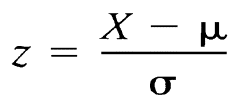 z = (X − μ) / σ